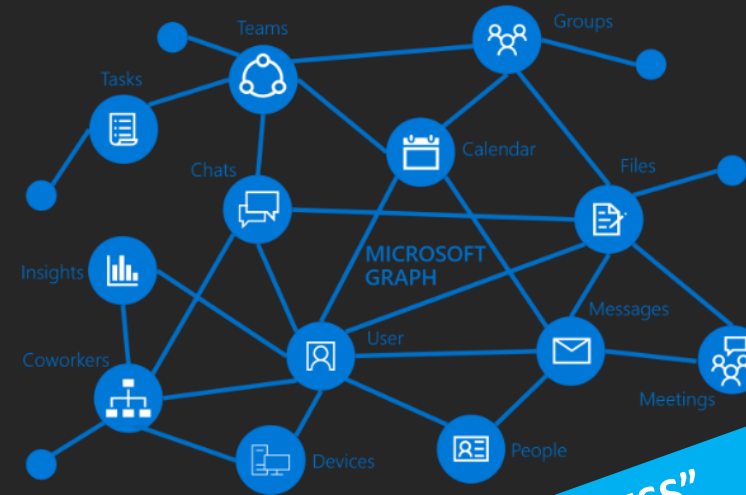 Groups
Teams
Tasks
Calendar
Files
Chats
MICROSOFT
GRAPH
Insights
Messages
User
Coworkers
Meetings
People
Devices